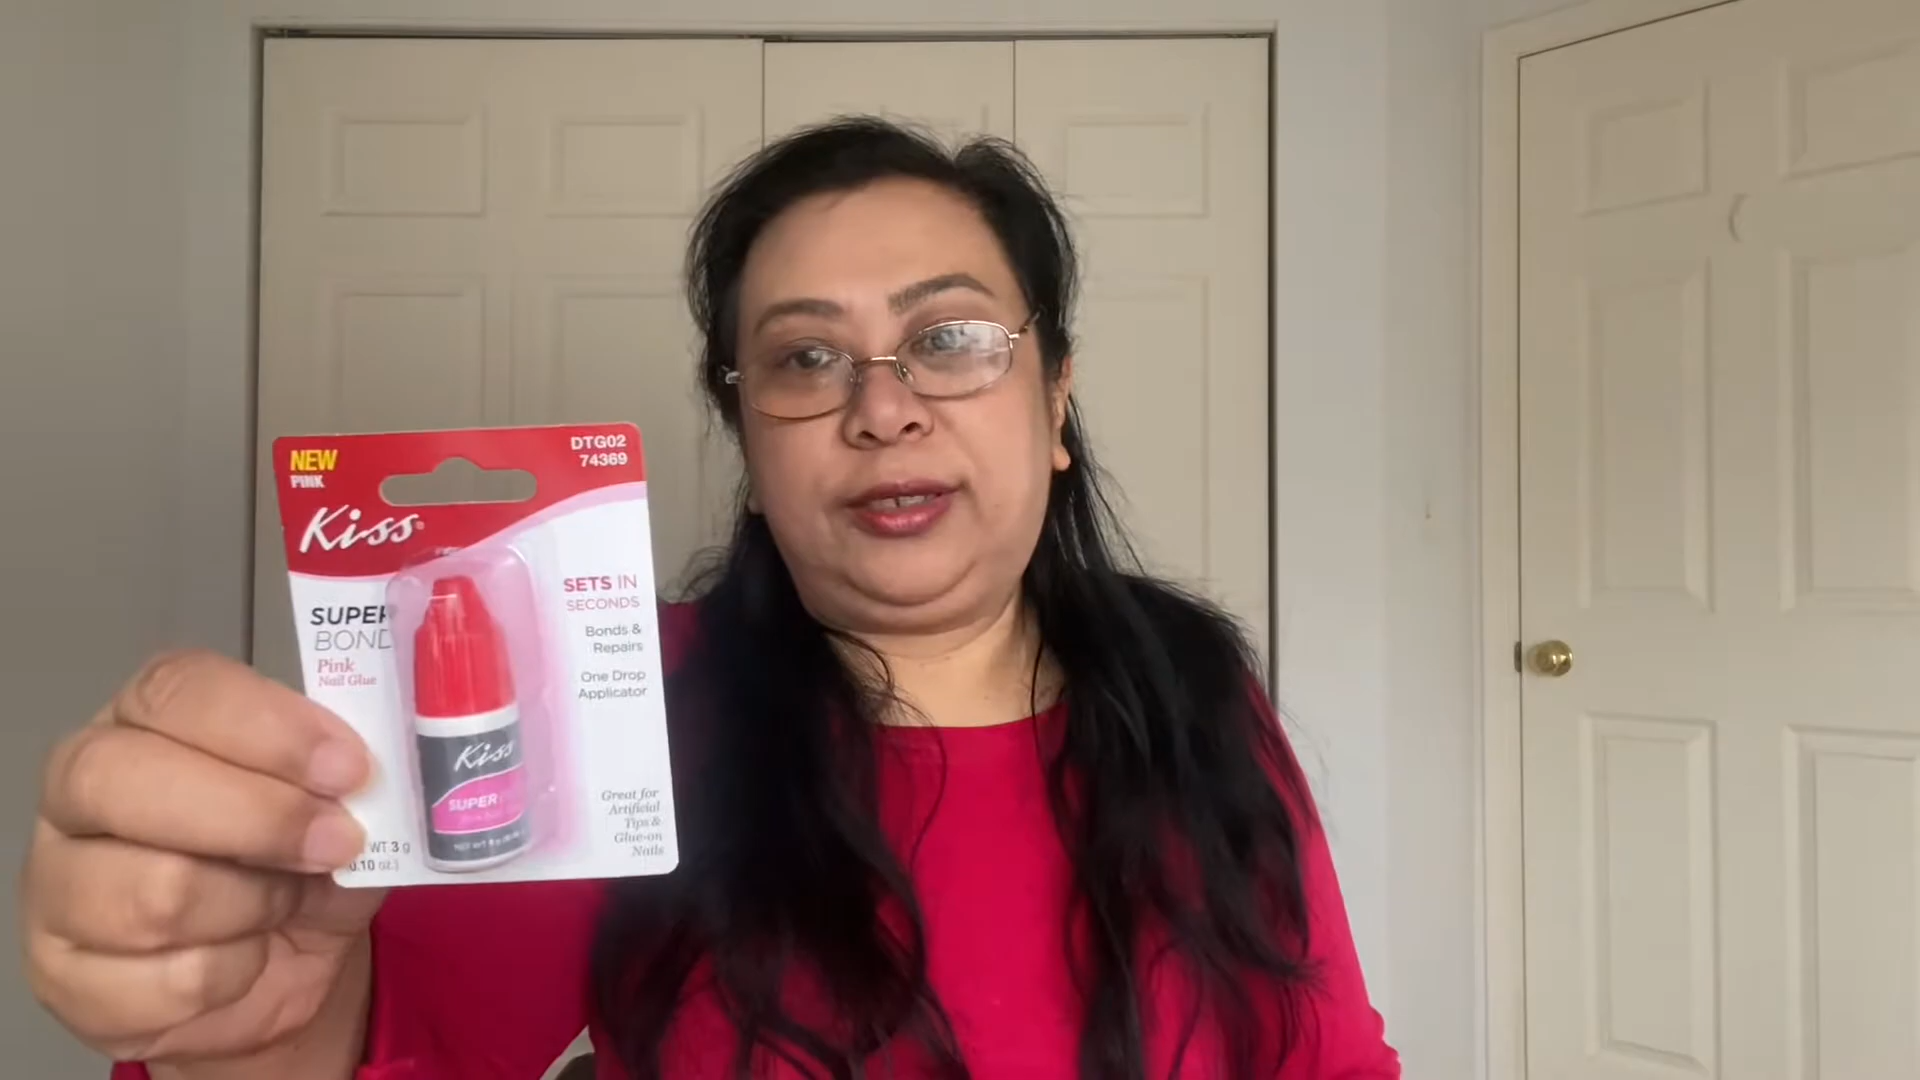 NEW
PINK
DTG02
74369
Kiss®
SUPER
BOND
Pink
Nail Glue
SETS IN
SECONDS
Bonds &
Repairs
One Drop
Applicator
Kiss
SUPER
Great for
Artificial
Tips &
Glue-on
Nails
WT 3 g
0.10 oz.)